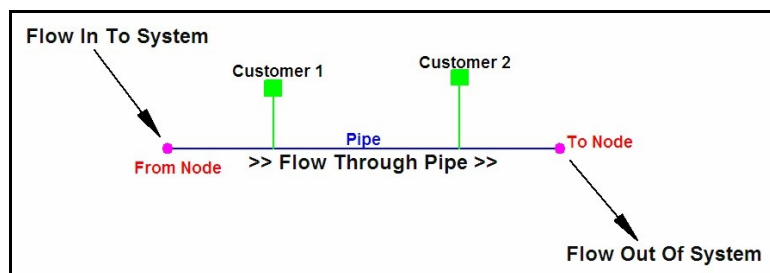 Flow In To System
Customer 1
Customer 2
Pipe
To Node
From Node
>> Flow Through Pipe >>
Flow Out Of System